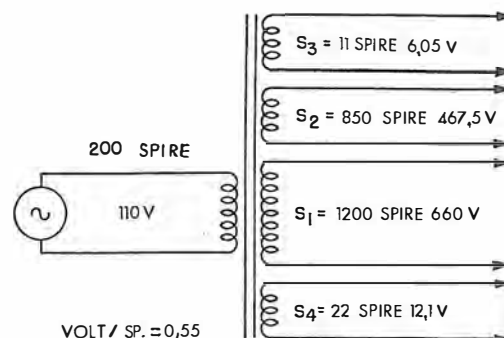 S3 = 11 SPIRE 6,05 V
S2 = 850 SPIRE 467,5 V
200 SPIRE
110 V
S1 = 1200 SPIRE 660 V
S4 = 22 SPIRE 12,1 V
VOLT / SP. = 0,55